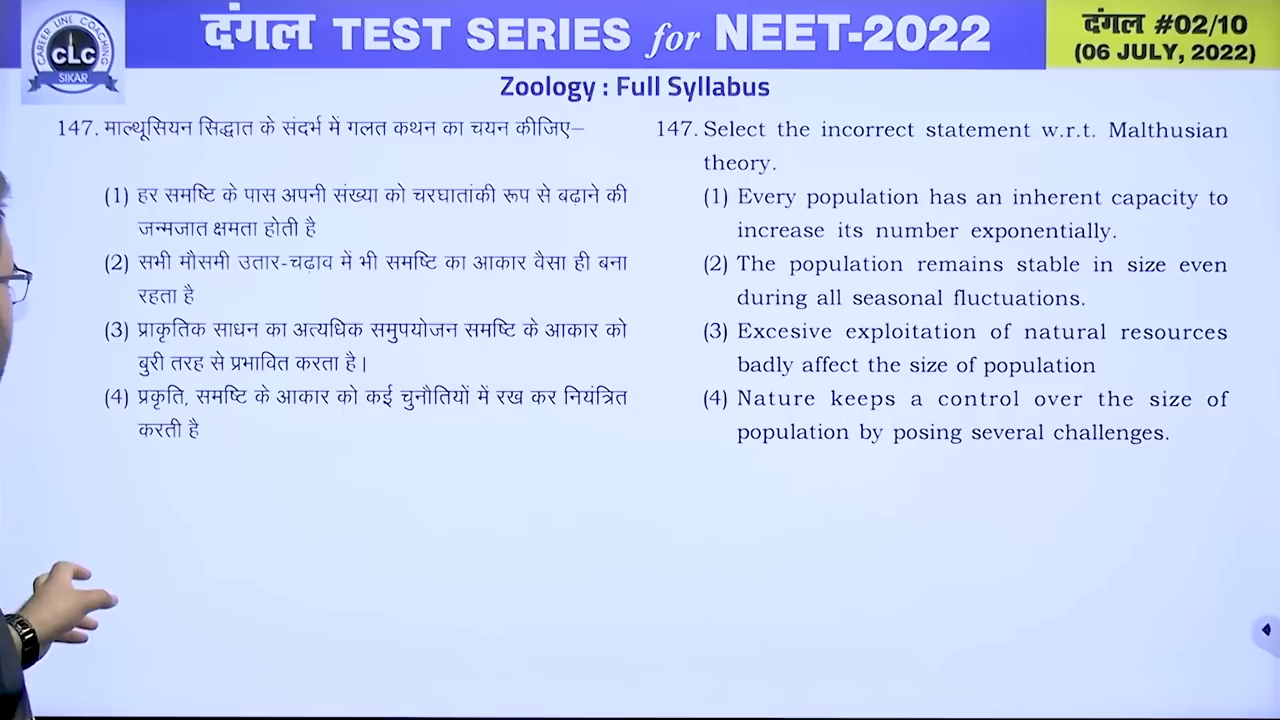 CAREER LINE COACHING
CLC
SIKAR
दंगल TEST SERIES for NEET-2022
दंगल #02/10
(06 JULY, 2022)
Zoology : Full Syllabus
147. माल्थूसियन सिद्धात के संदर्भ में गलत कथन का चयन कीजिए–
(1) हर समष्टि के पास अपनी संख्या को चरघातांकी रूप से बढ़ाने की
जन्मजात क्षमता होती है
(2) सभी मौसमी उतार-चढ़ाव में भी समष्टि का आकार वैसा ही बना
रहता है
(3) प्राकृतिक साधन का अत्यधिक समुपयोजन समष्टि के आकार को
बुरी तरह से प्रभावित करता है।
(4) प्रकृति, समष्टि के आकार को कई चुनौतियों में रख कर नियंत्रित
करती है
147. Select the incorrect statement w.r.t. Malthusian
theory.
(1) Every population has an inherent capacity to
increase its number exponentially.
(2) The population remains stable in size even
during all seasonal fluctuations.
(3) Excesive exploitation of natural resources
badly affect the size of population
(4) Nature keeps a control over the size of
population by posing several challenges.